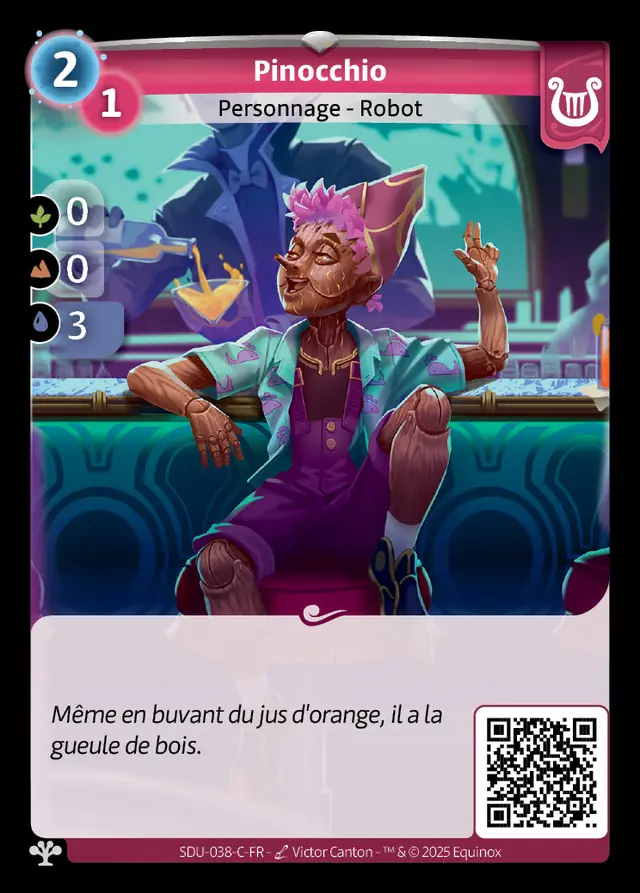 2
Pinocchio
1
Personnage - Robot
0
0
3
Même en buvant du jus d'orange, il a la
gueule de bois.
SDU-038-C-FR - Victor Canton - ™ & © 2025 Equinox